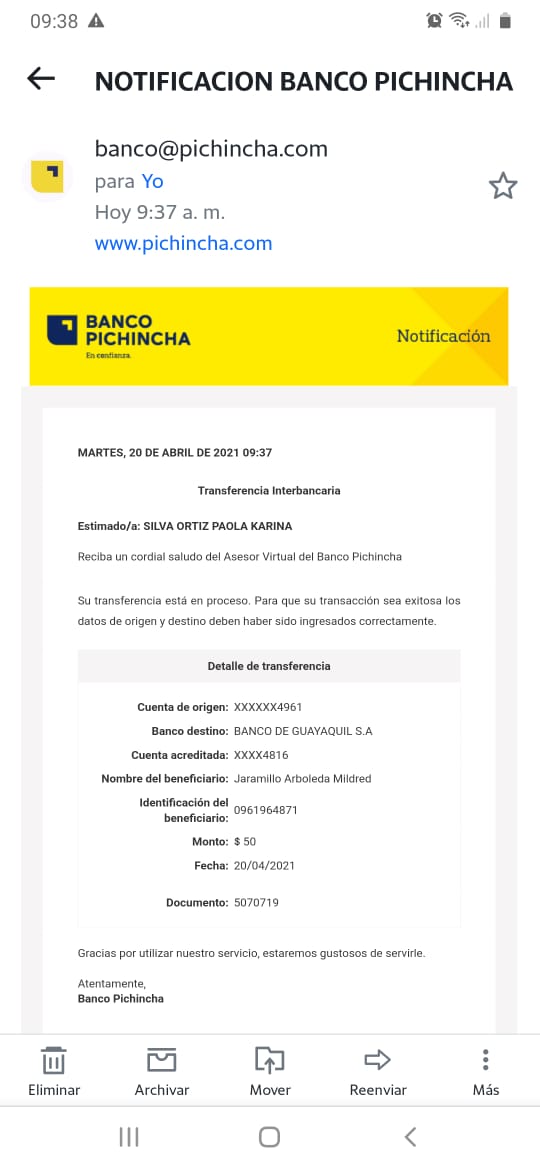 09:38
NOTIFICACION BANCO PICHINCHA
banco@pichincha.com
para Yo
Hoy 9:37 a. m.
www.pichincha.com
BANCO
PICHINCHA
En confianza.
Notificación
MARTES, 20 DE ABRIL DE 2021 09:37
Transferencia Interbancaria
Estimado/a: SILVA ORTIZ PAOLA KARINA
Reciba un cordial saludo del Asesor Virtual del Banco Pichincha
Su transferencia está en proceso. Para que su transacción sea exitosa los
datos de origen y destino deben haber sido ingresados correctamente.
Detalle de transferencia
Cuenta de origen: XXXXXX4961
Banco destino: BANCO DE GUAYAQUIL S.A
Cuenta acreditada: XXXX4816
Nombre del beneficiario: Jaramillo Arboleda Mildred
Identificación del
beneficiario: 0961964871
Monto: $ 50
Fecha: 20/04/2021
Documento: 5070719
Gracias por utilizar nuestro servicio, estaremos gustosos de servirle.
Atentamente,
Banco Pichincha
Eliminar
Archivar
Mover
Reenviar
Más